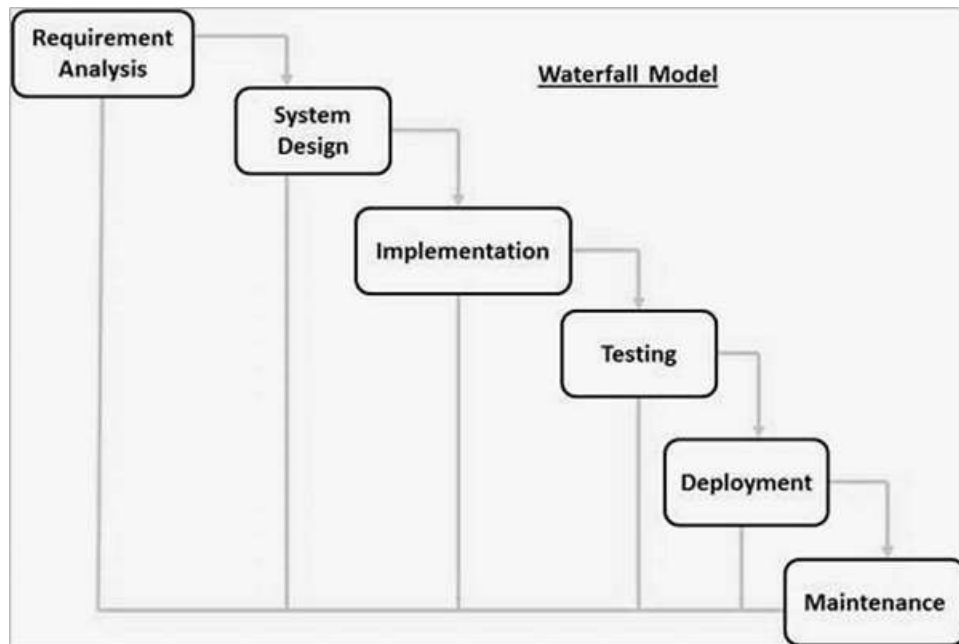 Requirement
Analysis
Waterfall Model
System
Design
Implementation
Testing
Deployment
Maintenance